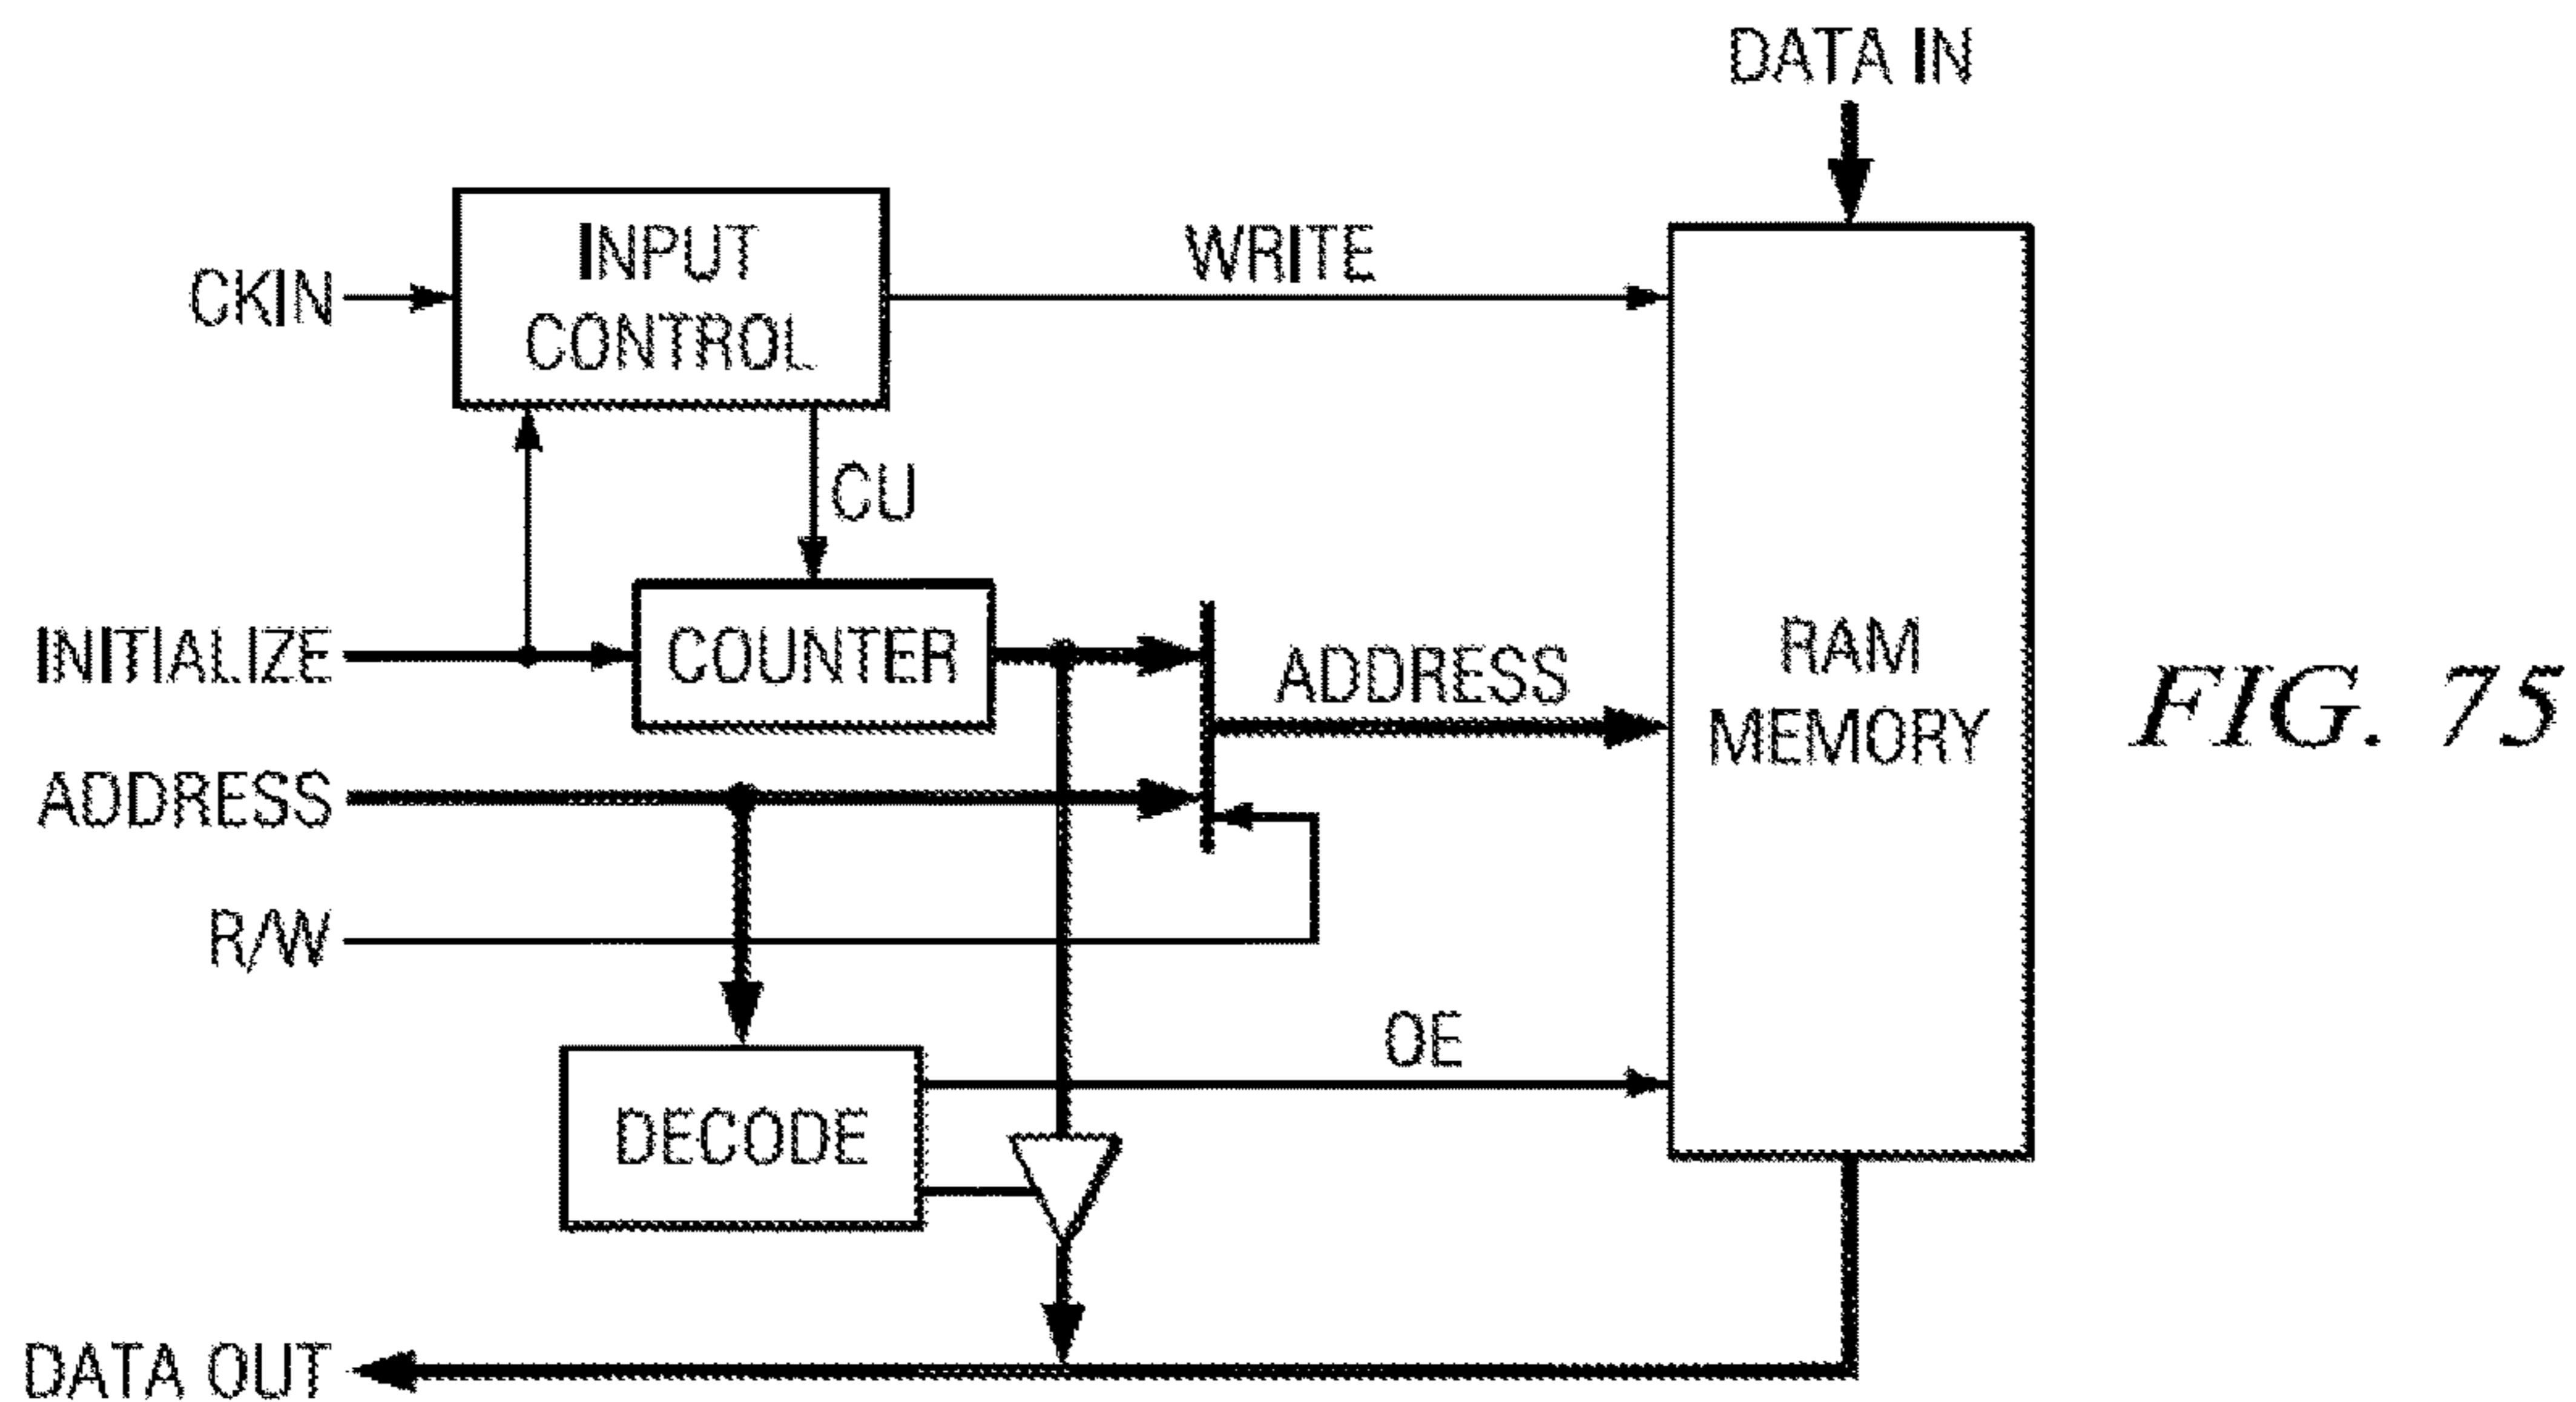 DATA IN
INPUT
CONTROL
CKIN
WRITE
CU
INITIALIZE
COUNTER
ADDRESS
RAM
MEMORY
FIG. 75
ADDRESS
R/W
OE
DECODE
DATA OUT